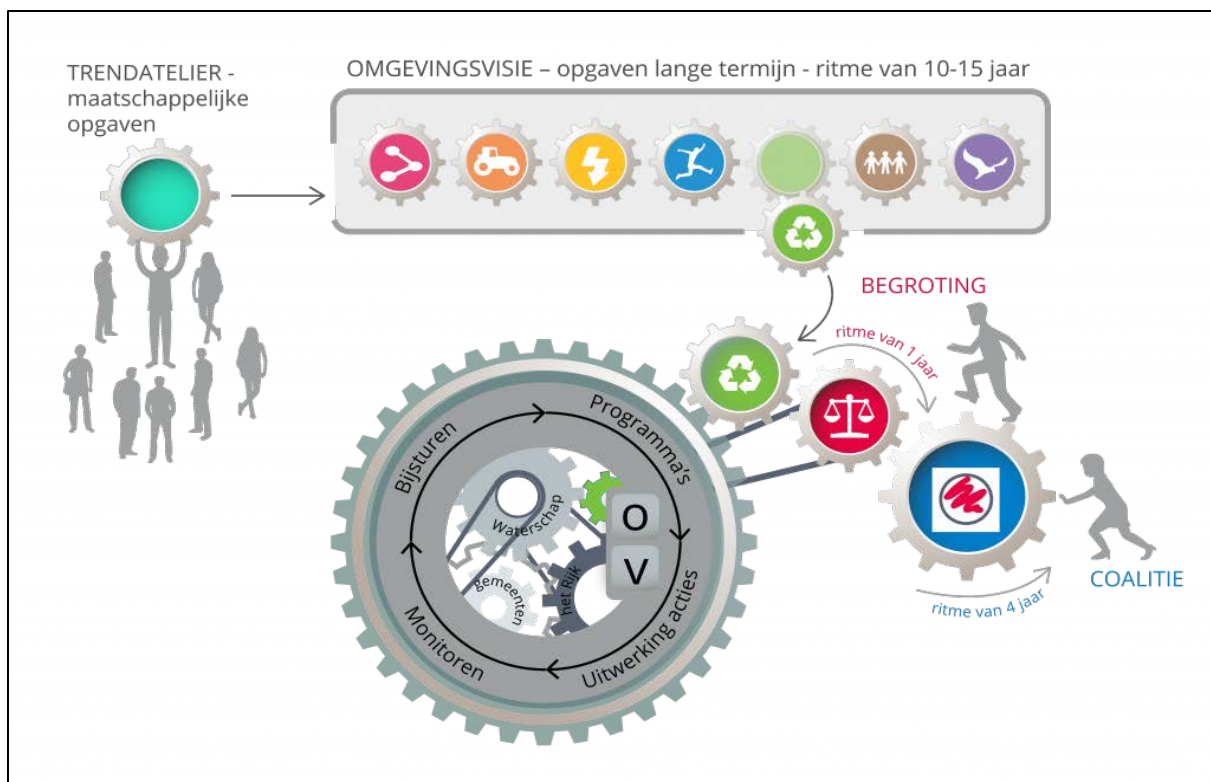 TRENDATELIER -
maatschappelijke
opgaven
OMGEVINGSVISIE – opgaven lange termijn - ritme van 10-15 jaar
BEGROTING
ritme van 1 jaar
Programma's
Bijsturen
Waterschap
O
V
gemeenten
het Rijk
Monitoren
Uitwerking acties
COALITIE
ritme van 4 jaar